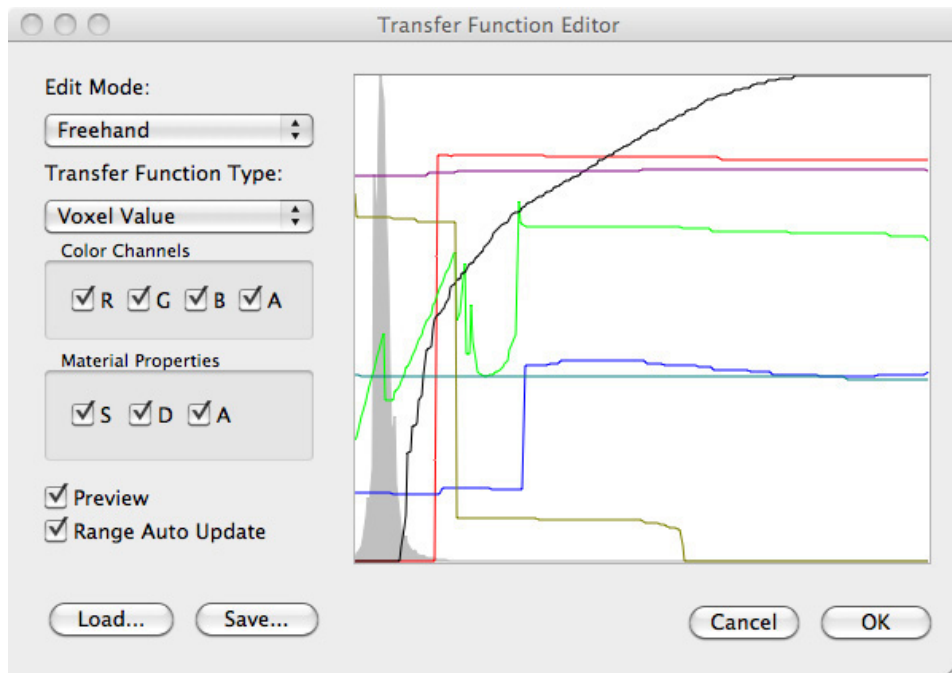 Transfer Function Editor
Edit Mode:
Freehand
Transfer Function Type:
Voxel Value
Color Channels
R G B A
Material Properties
S D A
Preview
Range Auto Update
Load... Save... Cancel OK